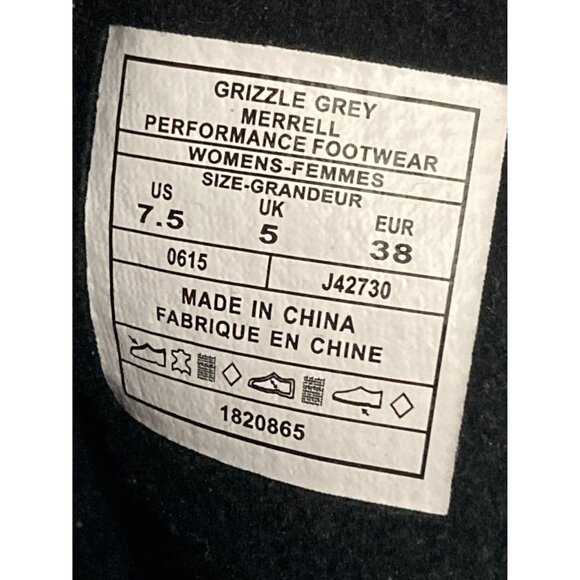 GRIZZLE GREY
MERRELL
PERFORMANCE FOOTWEAR
WOMENS-FEMMES
SIZE-GRANDEUR
US UK EUR
7.5 5 38
0615 J42730
MADE IN CHINA
FABRIQUE EN CHINE
1820865